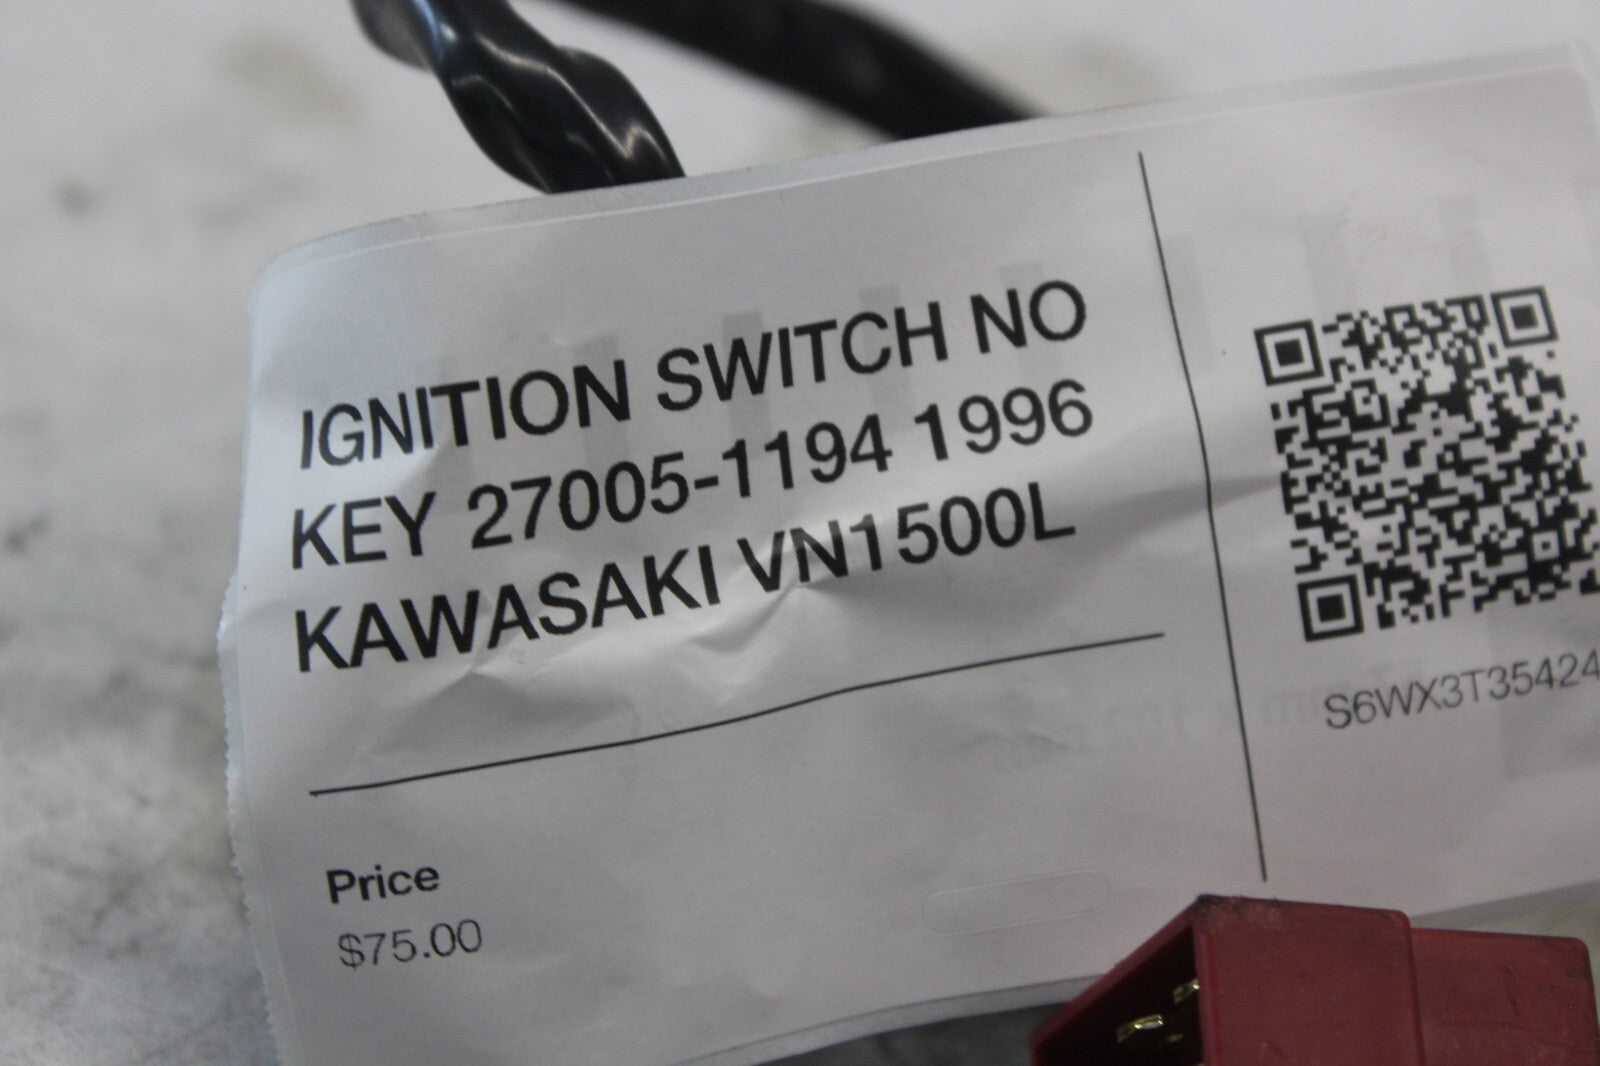 IGNITION SWITCH NO
KEY 27005-1194 1996
KAWASAKI VN1500L
Price
$75.00
S6WX3T35424